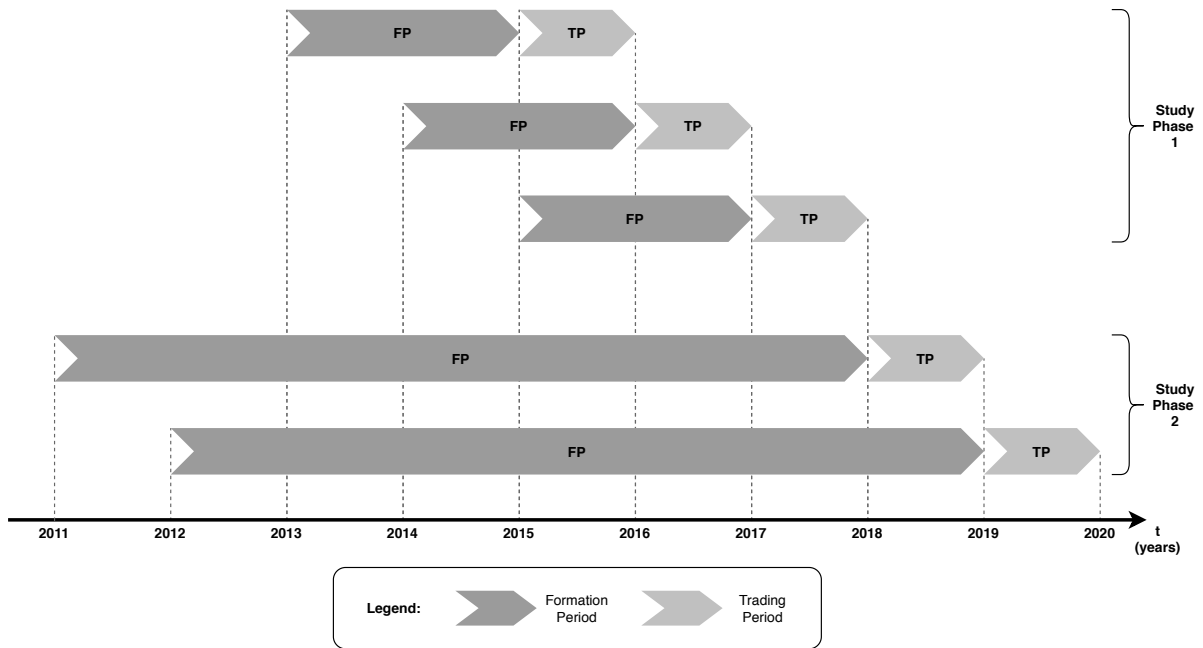 FP
TP
FP
TP
FP
TP
Study
Phase
1
FP
TP
FP
TP
Study
Phase
2
2011
2012
2013
2014
2015
2016
2017
2018
2019
2020
t
(years)
Legend:
Formation
Period
Trading
Period